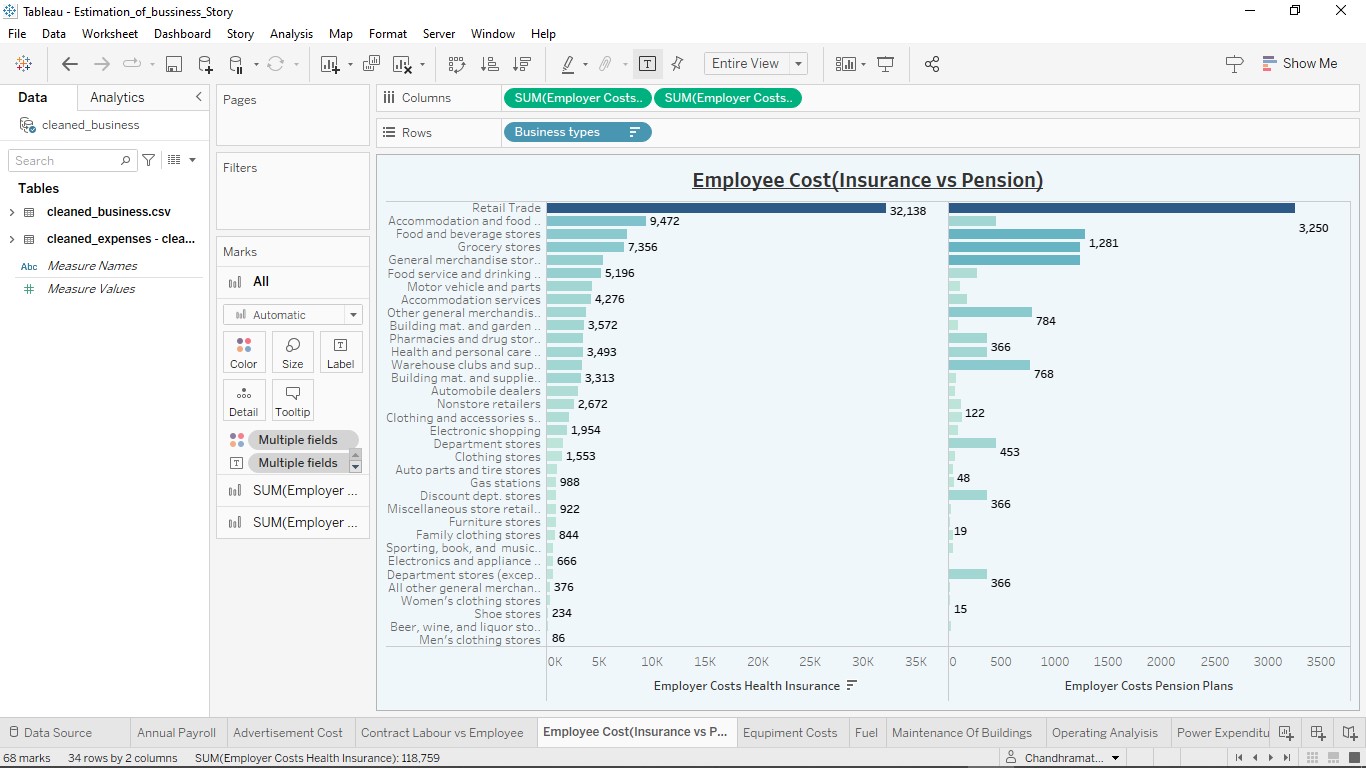 Tableau - Estimation_of_bussiness_Story
File Data Worksheet Dashboard Story Analysis Map Format Server Window Help
Entire View
Show Me
Data Analytics
cleaned_business
Search
Tables
cleaned_business.csv
cleaned_expenses - clea...
Abc Measure Names
# Measure Values
Pages
Filters
Marks
All
Automatic
Color Size Label
Detail Tooltip
Multiple fields
Multiple fields
SUM(Employer ...
SUM(Employer ...
Columns SUM(Employer Costs.. SUM(Employer Costs..
Rows Business types
Employee Cost(Insurance vs Pension)
Retail Trade 32,138 3,250
Accommodation and food .. 9,472
Food and beverage stores 1,281
Grocery stores 7,356
General merchandise stor..
Food service and drinking .. 5,196
Motor vehicle and parts
Accommodation services 4,276
Other general merchandis.. 784
Building mat. and garden .. 3,572
Pharmacies and drug stor.. 366
Health and personal care .. 3,493
Warehouse clubs and sup.. 768
Building mat. and supplie.. 3,313
Automobile dealers
Nonstore retailers 2,672 122
Clothing and accessories s..
Electronic shopping 1,954
Department stores 453
Clothing stores 1,553
Auto parts and tire stores 48
Gas stations 988
Discount dept. stores 366
Miscellaneous store retail.. 922
Furniture stores 19
Family clothing stores 844
Sporting, book, and music..
Electronics and appliance .. 666
Department stores (excep.. 366
All other general merchan.. 376
Women's clothing stores 15
Shoe stores 234
Beer, wine, and liquor sto..
Men's clothing stores 86
0K 5K 10K 15K 20K 25K 30K 35K 0 500 1000 1500 2000 2500 3000 3500
Employer Costs Health Insurance Employer Costs Pension Plans
Data Source Annual Payroll Advertisement Cost Contract Labour vs Employee Employee Cost(Insurance vs P... Equpiment Costs Fuel Maintenance Of Buildings Operating Analyisis Power Expenditu
68 marks 34 rows by 2 columns SUM(Employer Costs Health Insurance): 118,759 Chandhramat...